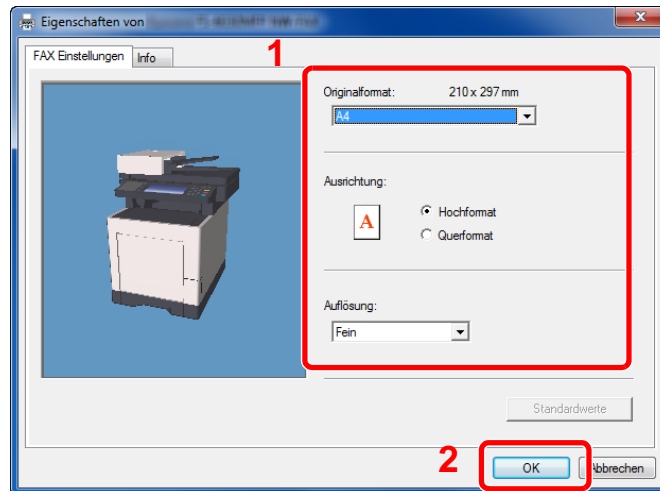 Eigenschaften von
FAX Einstellungen Info
1
Originalformat: 210 x 297 mm
A4
Ausrichtung:
A
Hochformat
Querformat
Auflösung:
Fein
Standardwerte
2
OK Abbrechen